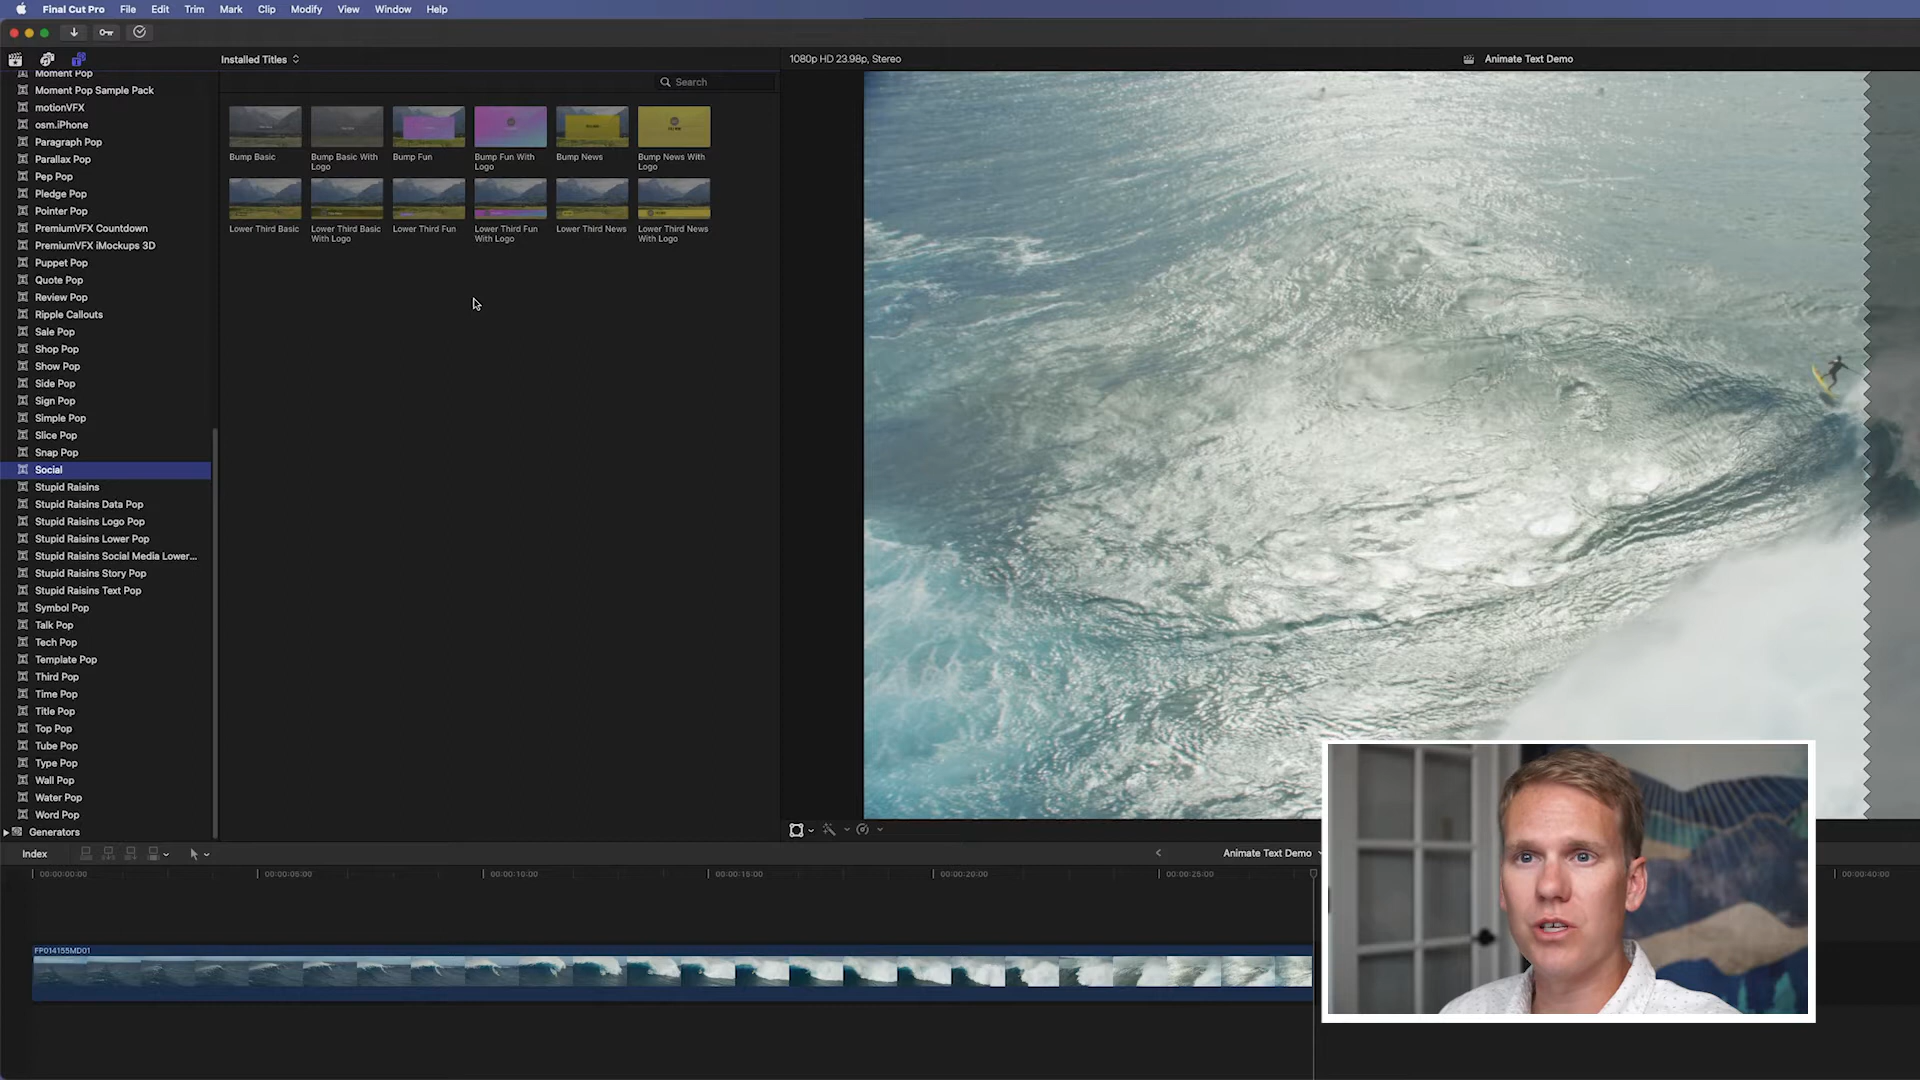 Final Cut Pro File Edit Trim Mark Clip Modify View Window Help
Installed Titles
1080p HD 23.98p, Stereo
Animate Text Demo
Search
Moment Pop
Moment Pop Sample Pack
motionVFX
osm.iPhone
Paragraph Pop
Parallax Pop
Pep Pop
Pledge Pop
Pointer Pop
PremiumVFX Countdown
PremiumVFX iMockups 3D
Puppet Pop
Quote Pop
Review Pop
Ripple Callouts
Sale Pop
Shop Pop
Show Pop
Side Pop
Sign Pop
Simple Pop
Slice Pop
Snap Pop
Social
Stupid Raisins
Stupid Raisins Data Pop
Stupid Raisins Logo Pop
Stupid Raisins Lower Pop
Stupid Raisins Social Media Lower...
Stupid Raisins Story Pop
Stupid Raisins Text Pop
Symbol Pop
Talk Pop
Tech Pop
Template Pop
Third Pop
Time Pop
Title Pop
Top Pop
Tube Pop
Type Pop
Wall Pop
Water Pop
Word Pop
Generators
Bump Basic
Bump Basic With
Logo
Bump Fun
Bump Fun With
Logo
Bump News
Bump News With
Logo
Lower Third Basic
Lower Third Basic
With Logo
Lower Third Fun
Lower Third Fun
With Logo
Lower Third News
Lower Third News
With Logo
Index
Animate Text Demo
00:00:00:00
00:00:05:00
00:00:10:00
00:00:15:00
00:00:20:00
00:00:25:00
00:00:40:00
FP014155MD01